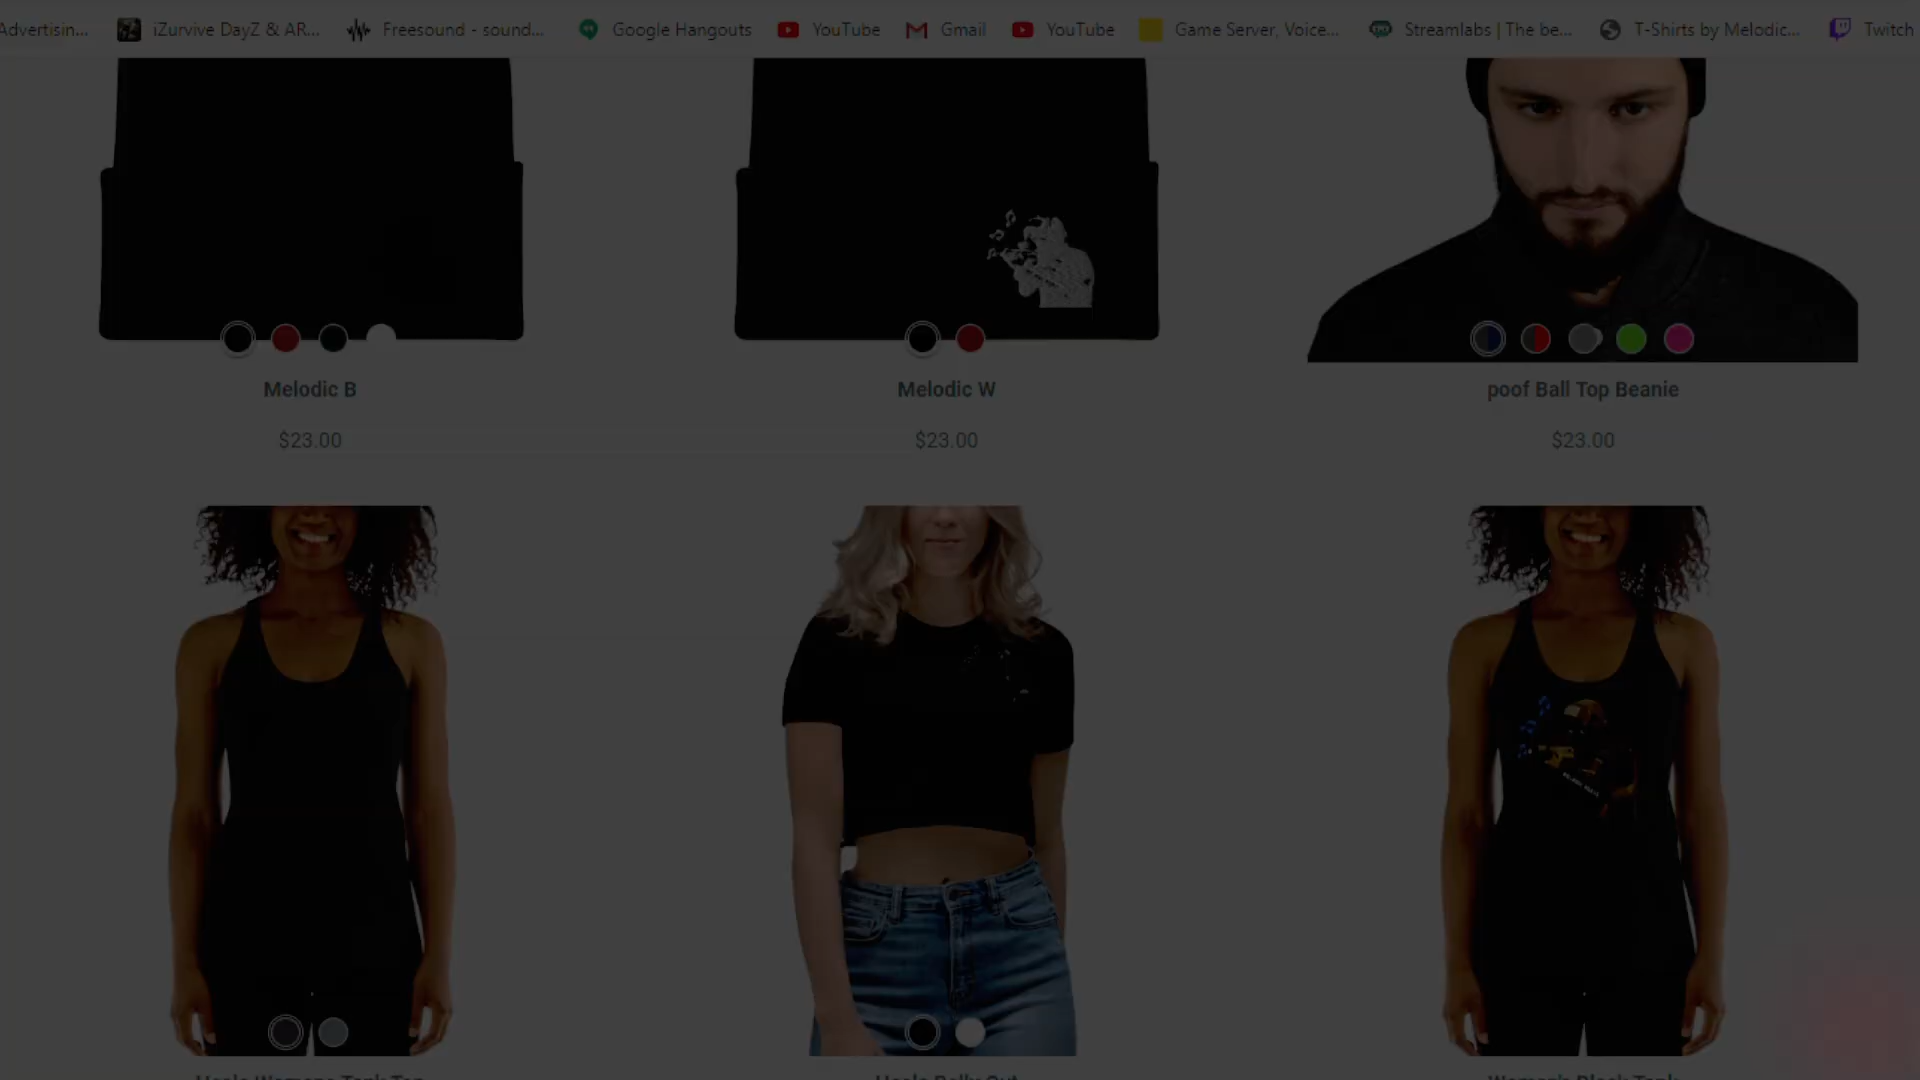 Advertisin...
iZurvive DayZ & AR...
Freesound - sound...
Google Hangouts
YouTube
Gmail
YouTube
Game Server, Voice...
Streamlabs | The be...
T-Shirts by Melodic...
Twitch
Melodic B
Melodic W
poof Ball Top Beanie
$23.00
$23.00
$23.00